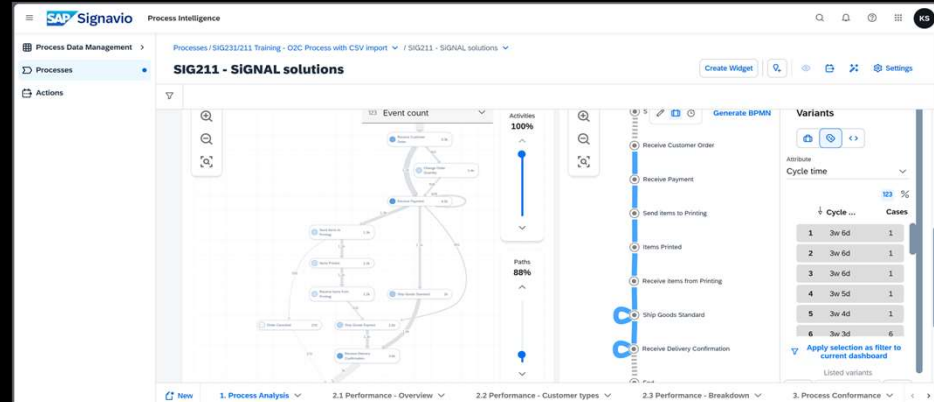 SAP Signavio Process Intelligence
KS
Process Data Management
Processes / SIG231/211 Training - O2C Process with CSV import / SIG211 - SiGNAL solutions
Processes
SIG211 - SiGNAL solutions
Create Widget
Settings
Actions
123 Event count
Activities
100%
Generate BPMN
Variants
Receive Customer Order
Receive Payment
Send items to Printing
Items Printed
Receive items from Printing
Ship Goods Standard
Receive Delivery Confirmation
Paths
88%
Attribute
Cycle time
123 %
Cycle ... Cases
1 3w 6d 1
2 3w 6d 1
3 3w 6d 1
4 3w 5d 1
5 3w 4d 1
6 3w 3d 6
Apply selection as filter to
current dashboard
Listed variants
New
1. Process Analysis
2.1 Performance - Overview
2.2 Performance - Customer types
2.3 Performance - Breakdown
3. Process Conformance